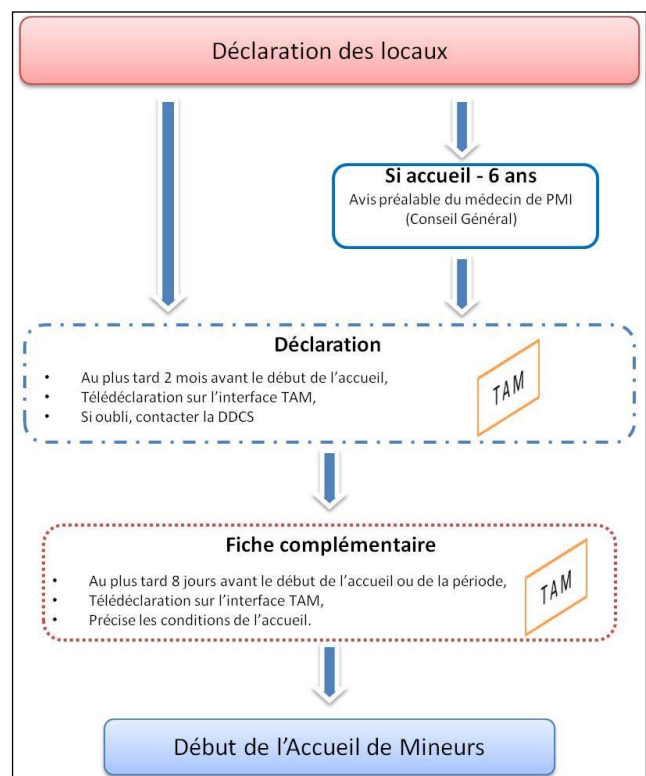 Déclaration des locaux
Si accueil - 6 ans
Avis préalable du médecin de PMI
(Conseil Général)
Déclaration
• Au plus tard 2 mois avant le début de l'accueil,
• Télédéclaration sur l'interface TAM,
• Si oubli, contacter la DDCS
TAM
Fiche complémentaire
• Au plus tard 8 jours avant le début de l'accueil ou de la période,
• Télédéclaration sur l'interface TAM,
• Précise les conditions de l'accueil.
TAM
Début de l'Accueil de Mineurs